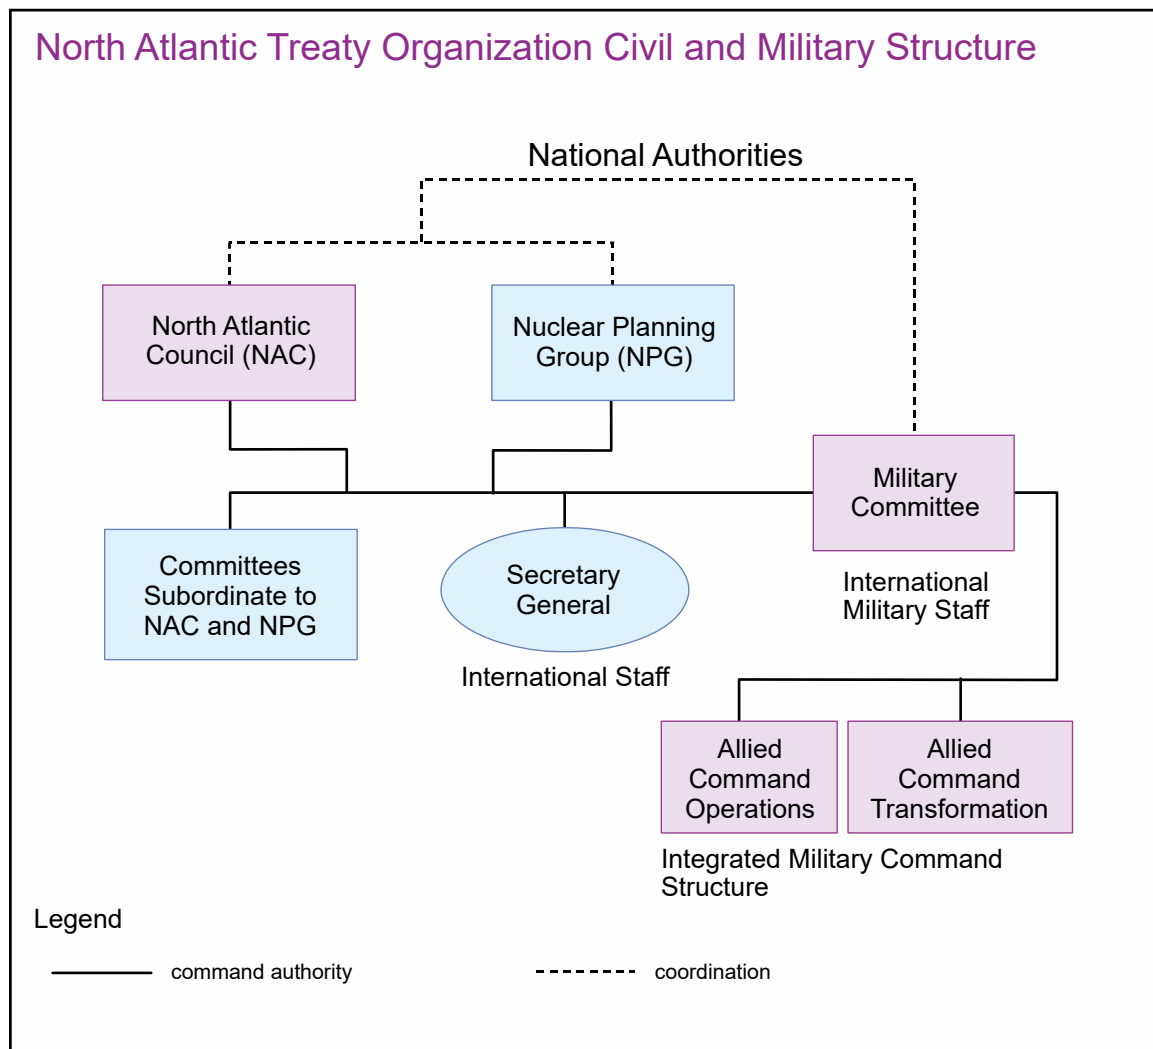 North Atlantic Treaty Organization Civil and Military Structure
National Authorities
North Atlantic
Council (NAC)
Nuclear Planning
Group (NPG)
Military
Committee
Committees
Subordinate to
NAC and NPG
Secretary
General
International
Military Staff
International Staff
Allied
Command
Operations
Allied
Command
Transformation
Integrated Military Command
Structure
Legend
command authority
coordination